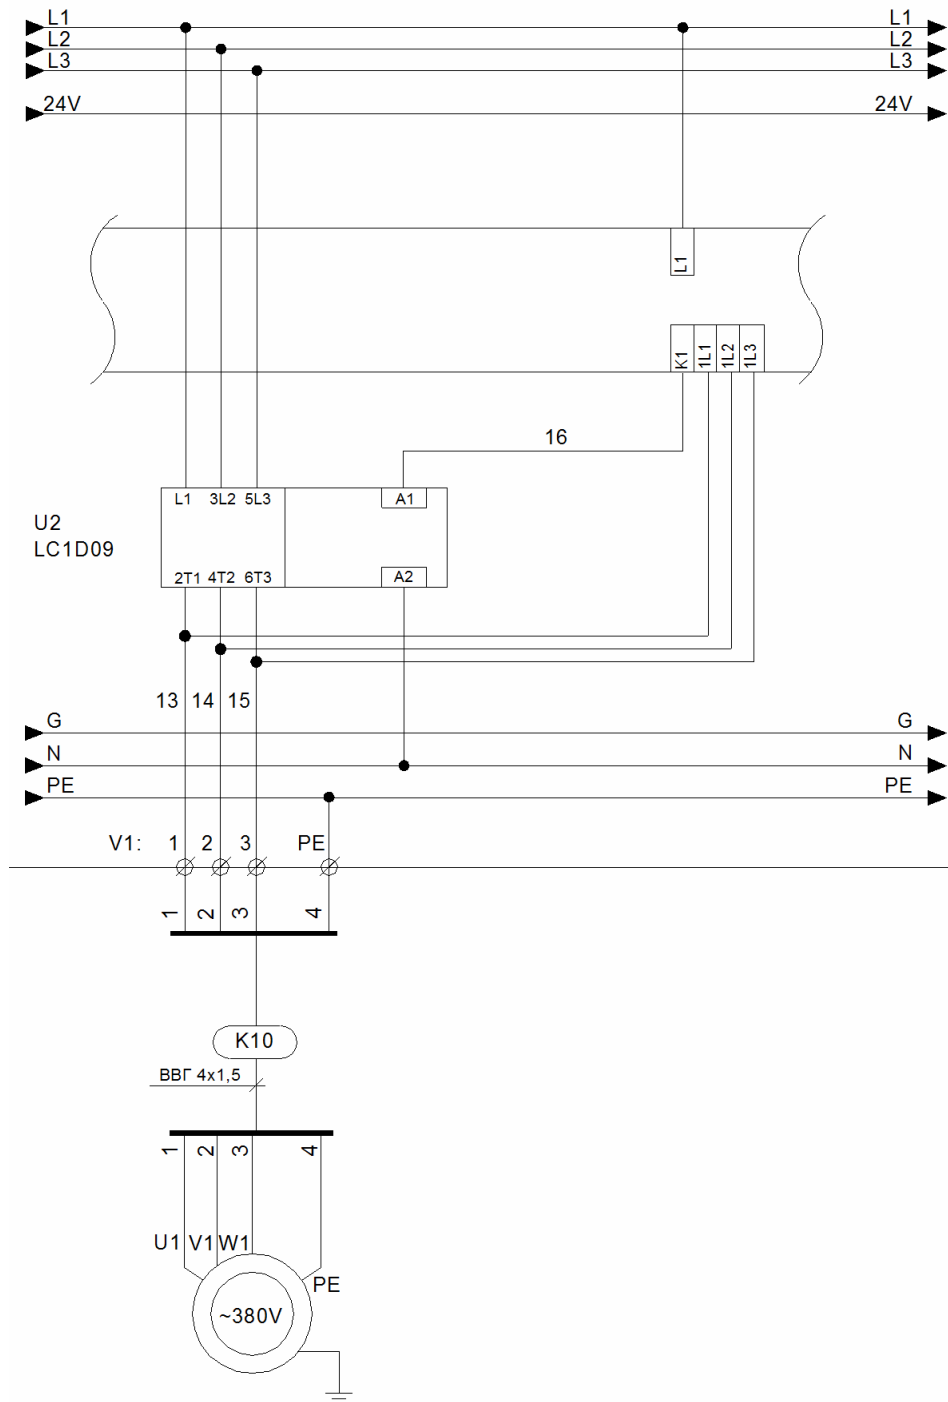 L1 L1
L2 L2
L3 L3
24V 24V
L1
K1 1L1 1L2 1L3
16
L1 3L2 5L3 A1
U2
LC1D09
2T1 4T2 6T3 A2
13 14 15
G G
N N
PE PE
V1: 1 2 3 PE
1 2 3 4
K10
ВВГ 4x1,5
1 2 3 4
U1 V1 W1
PE
~380V